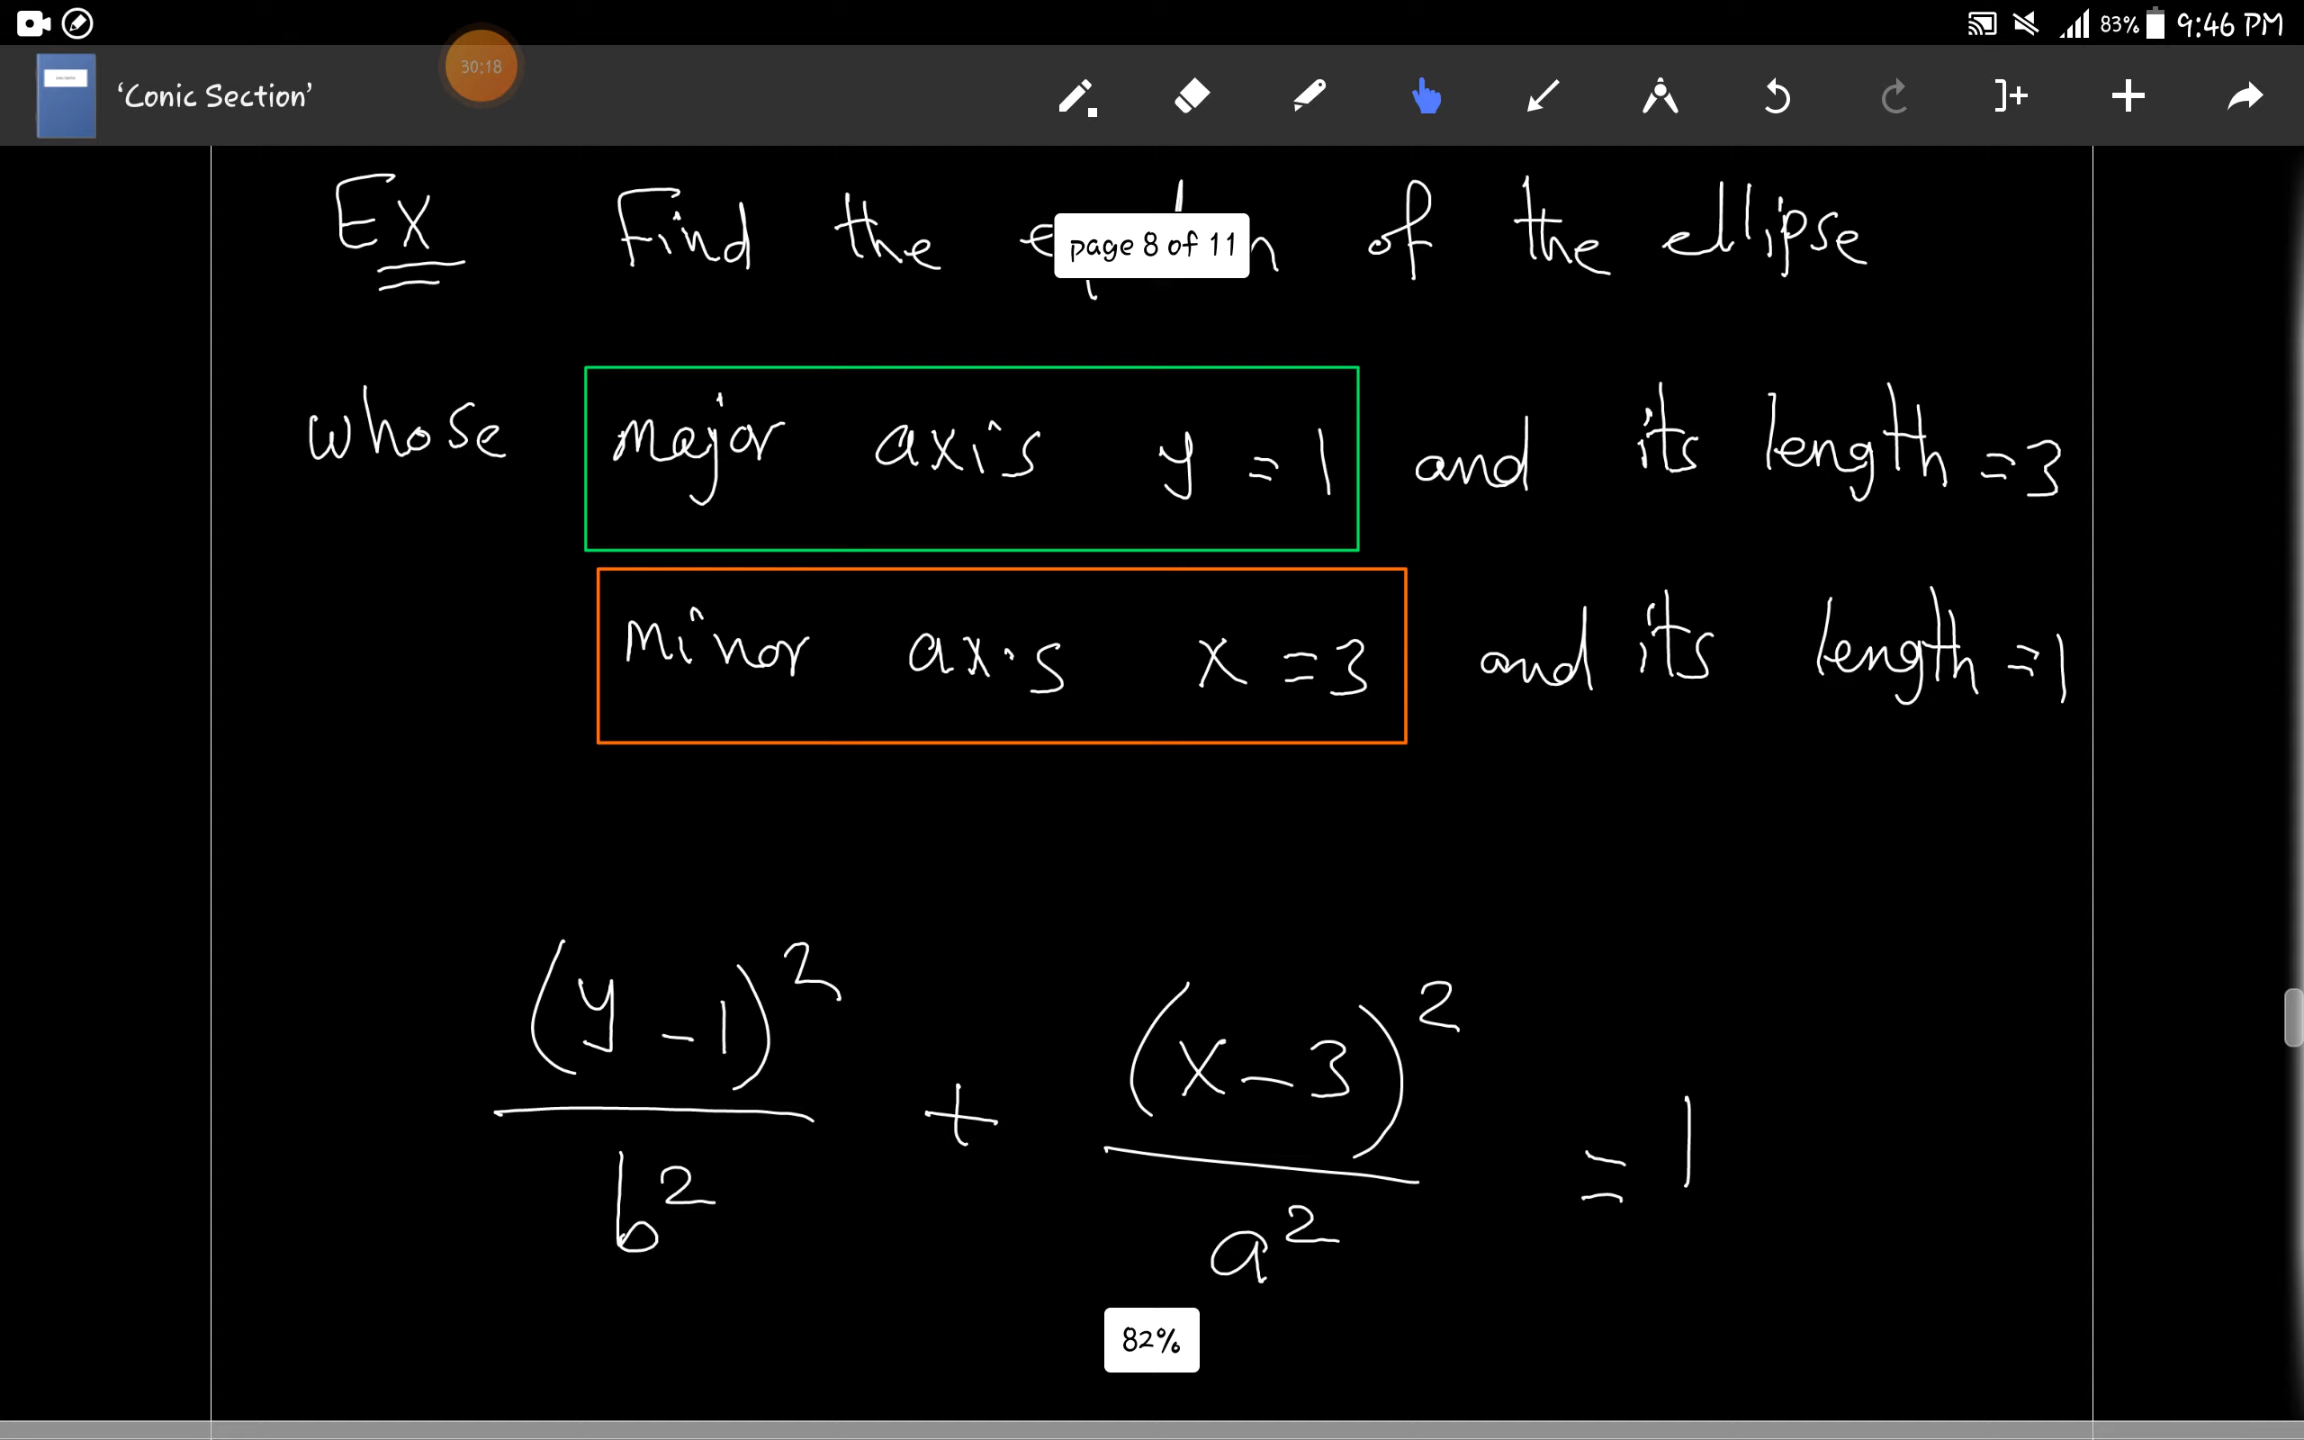 83% 9:46 PM
'Conic Section' 30:18 ]+
Ex Find the of the ellipse
page 8 of 11
whose major axis y = 1 and its length = 3
minor axis x = 3 and its length = 1
(y - 1)² / b² + (x - 3)² / a² = 1
82%